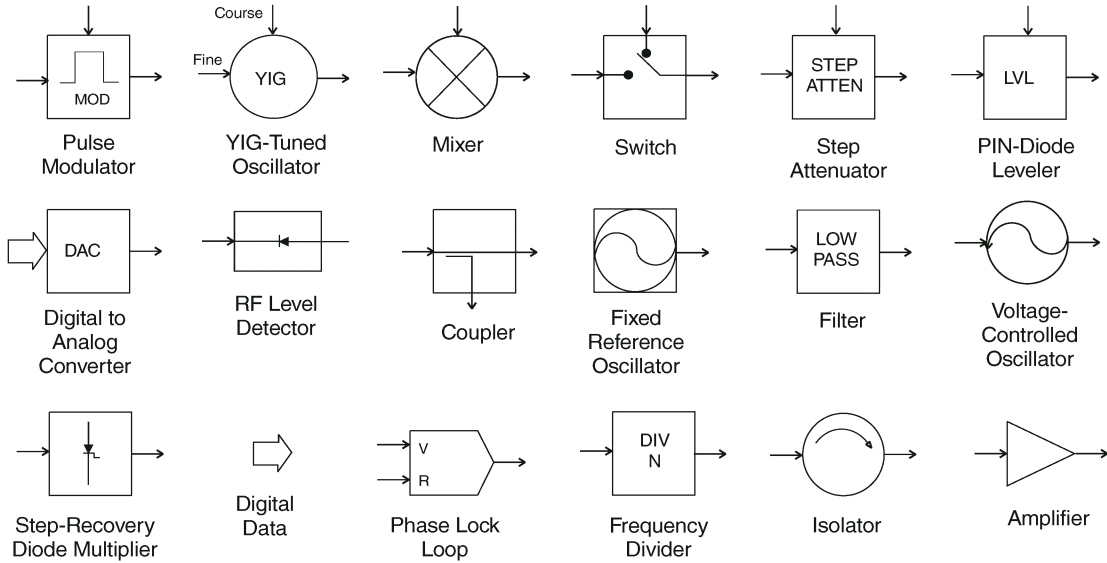 Course
Fine
MOD
YIG
STEP
ATTEN
LVL
Pulse
Modulator
YIG-Tuned
Oscillator
Mixer
Switch
Step
Attenuator
PIN-Diode
Leveler
DAC
LOW
PASS
Digital to
Analog
Converter
RF Level
Detector
Coupler
Fixed
Reference
Oscillator
Filter
Voltage-
Controlled
Oscillator
V
R
DIV
N
Step-Recovery
Diode Multiplier
Digital
Data
Phase Lock
Loop
Frequency
Divider
Isolator
Amplifier